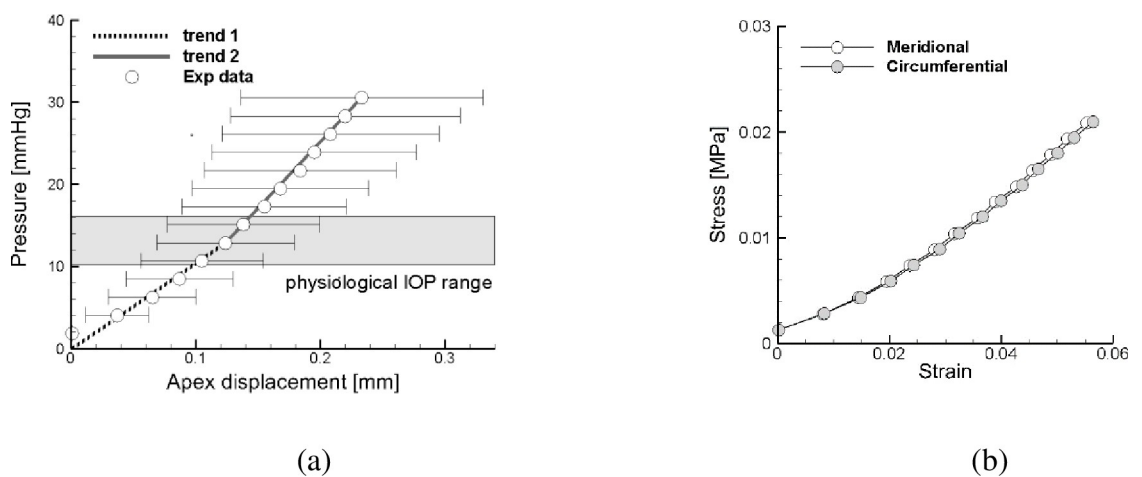 (a)
trend 1
trend 2
Exp data
Pressure [mmHg]
40
30
20
10
0
physiological IOP range
0
0.1
0.2
0.3
Apex displacement [mm]
(b)
Meridional
Circumferential
Stress [MPa]
0.03
0.02
0.01
0
0
0.02
0.04
0.06
Strain
(a)
(b)